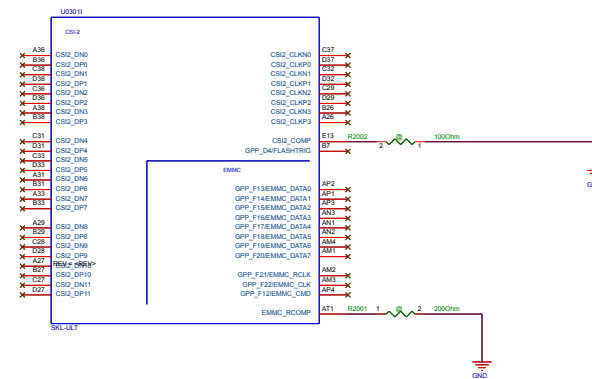 U0301I
CSI-2
A36 CSI2_DN0 CSI2_CLKN0 C37
B36 CSI2_DP0 CSI2_CLKP0 D37
C38 CSI2_DN1 CSI2_CLKN1 C32
D38 CSI2_DP1 CSI2_CLKP1 D32
C36 CSI2_DN2 CSI2_CLKN2 C29
D36 CSI2_DP2 CSI2_CLKP2 D29
A38 CSI2_DN3 CSI2_CLKN3 B26
B38 CSI2_DP3 CSI2_CLKP3 A26
C31 CSI2_DN4 CSI2_COMP E13 R2002 2 @ 1 100Ohm
D31 CSI2_DP4 GPP_D4/FLASHTRIG B7
C33 CSI2_DN5
D33 CSI2_DP5 EMMC
A31 CSI2_DN6
B31 CSI2_DP6 GPP_F13/EMMC_DATA0 AP2
A33 CSI2_DN7 GPP_F14/EMMC_DATA1 AP1
B33 CSI2_DP7 GPP_F15/EMMC_DATA2 AP3
GPP_F16/EMMC_DATA3 AN3
A29 CSI2_DN8 GPP_F17/EMMC_DATA4 AN1
B29 CSI2_DP8 GPP_F18/EMMC_DATA5 AN2
C28 CSI2_DN9 GPP_F19/EMMC_DATA6 AM4
D28 CSI2_DP9 GPP_F20/EMMC_DATA7 AM1
A27 CSI2_DN10
REV = <REV>
B27 CSI2_DP10 GPP_F21/EMMC_RCLK AM2
C27 CSI2_DN11 GPP_F22/EMMC_CLK AM3
D27 CSI2_DP11 GPP_F12/EMMC_CMD AP4
EMMC_RCOMP AT1 R2001 1 @ 2 200Ohm
SKL-ULT
GND